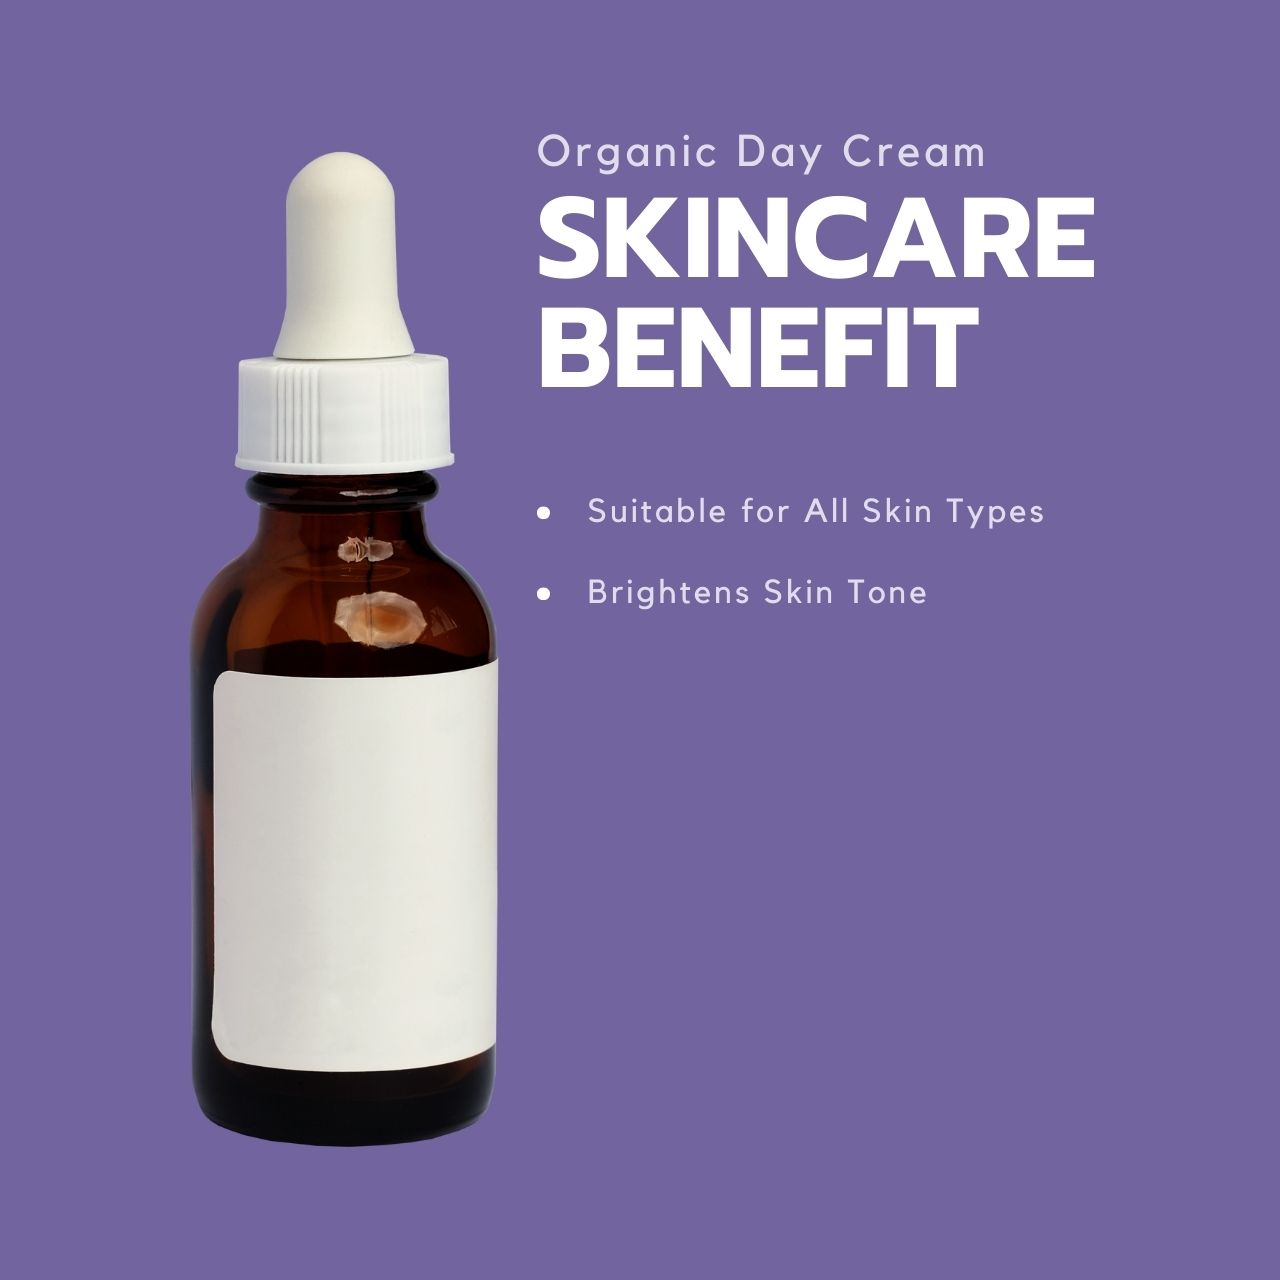 Organic Day Cream
SKINCARE
BENEFIT
Suitable for All Skin Types
Brightens Skin Tone